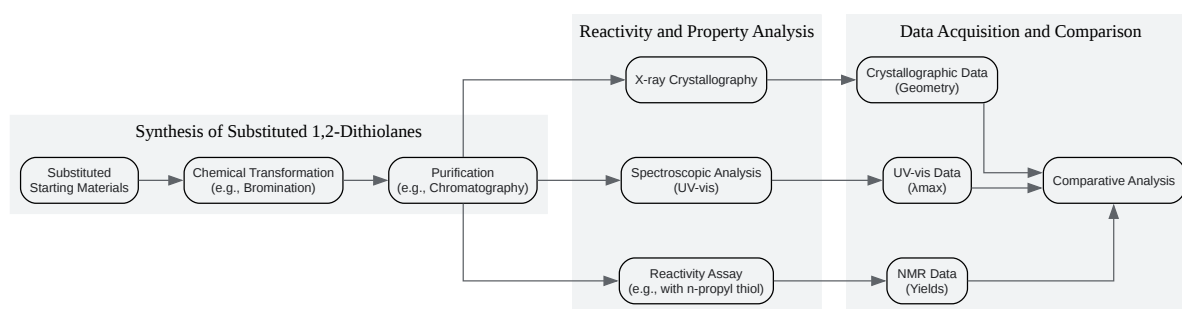 Reactivity and Property Analysis
Data Acquisition and Comparison
X-ray Crystallography
Crystallographic Data
(Geometry)
Synthesis of Substituted 1,2-Dithiolanes
Substituted
Starting Materials
Chemical Transformation
(e.g., Bromination)
Purification
(e.g., Chromatography)
Spectroscopic Analysis
(UV-vis)
UV-vis Data
(λmax)
Comparative Analysis
Reactivity Assay
(e.g., with n-propyl thiol)
NMR Data
(Yields)